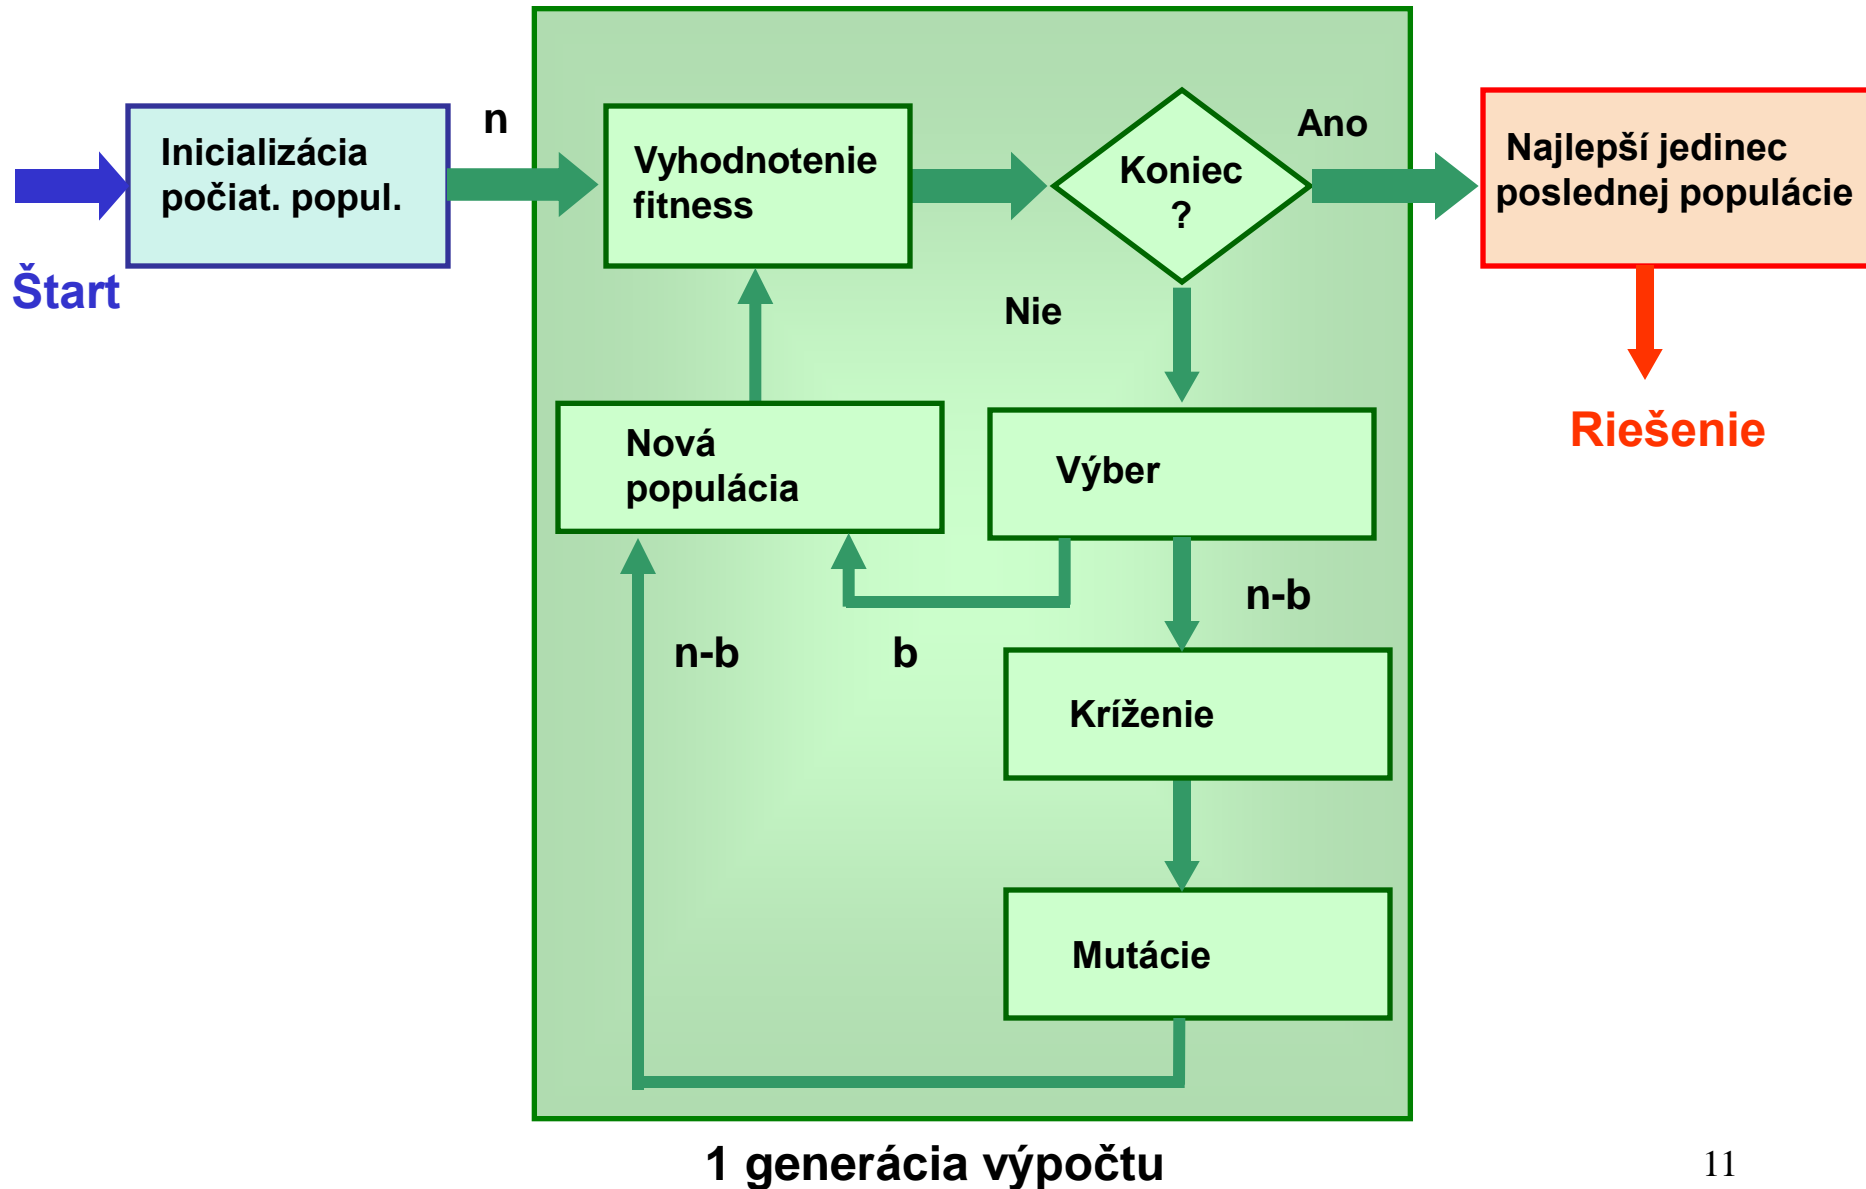 Štart
Inicializácia
počiat. popul.
n
Vyhodnotenie
fitness
Koniec
?
Ano
Najlepší jedinec
poslednej populácie
Riešenie
Nie
Nová
populácia
Výber
n-b
b
n-b
Kríženie
Mutácie
1 generácia výpočtu
11